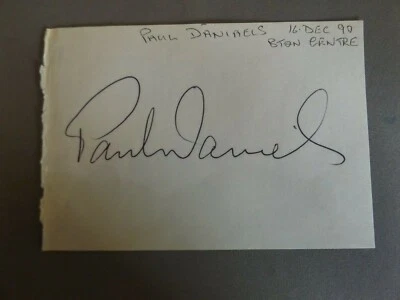 PAUL DANIELS 16 DEC 90
BTON CENTRE
Paul Daniels